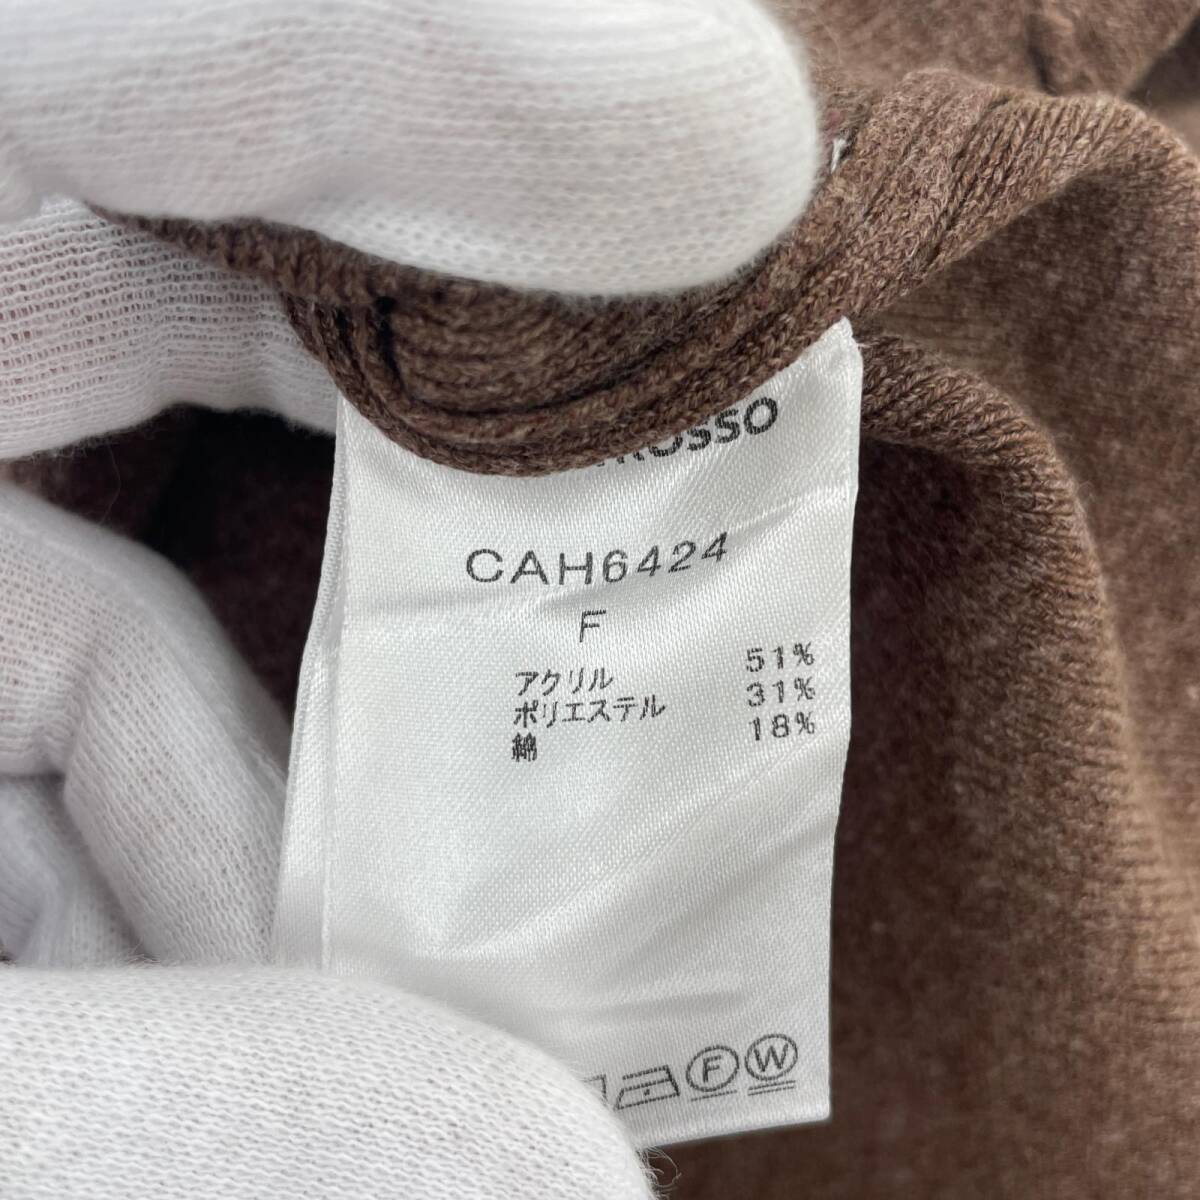 CAH6424
F
アクリル 51%
ポリエステル 31%
綿 18%
F W